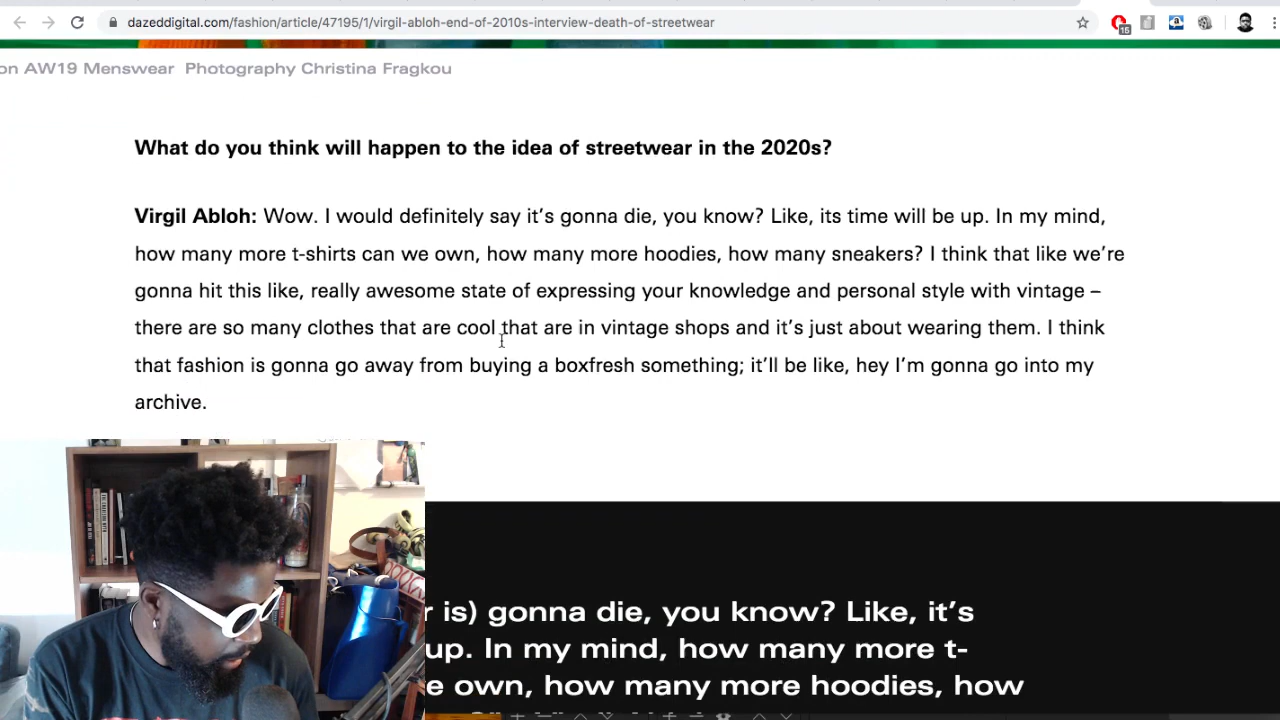 dazeddigital.com/fashion/article/47195/1/virgil-abloh-end-of-2010s-interview-death-of-streetwear
15
on AW19 Menswear Photography Christina Fragkou
What do you think will happen to the idea of streetwear in the 2020s?
Virgil Abloh: Wow. I would definitely say it’s gonna die, you know? Like, its time will be up. In my mind,
how many more t-shirts can we own, how many more hoodies, how many sneakers? I think that like we’re
gonna hit this like, really awesome state of expressing your knowledge and personal style with vintage –
there are so many clothes that are cool that are in vintage shops and it’s just about wearing them. I think
that fashion is gonna go away from buying a boxfresh something; it’ll be like, hey I’m gonna go into my
archive.
r is) gonna die, you know? Like, it’s
up. In my mind, how many more t-
e own, how many more hoodies, how